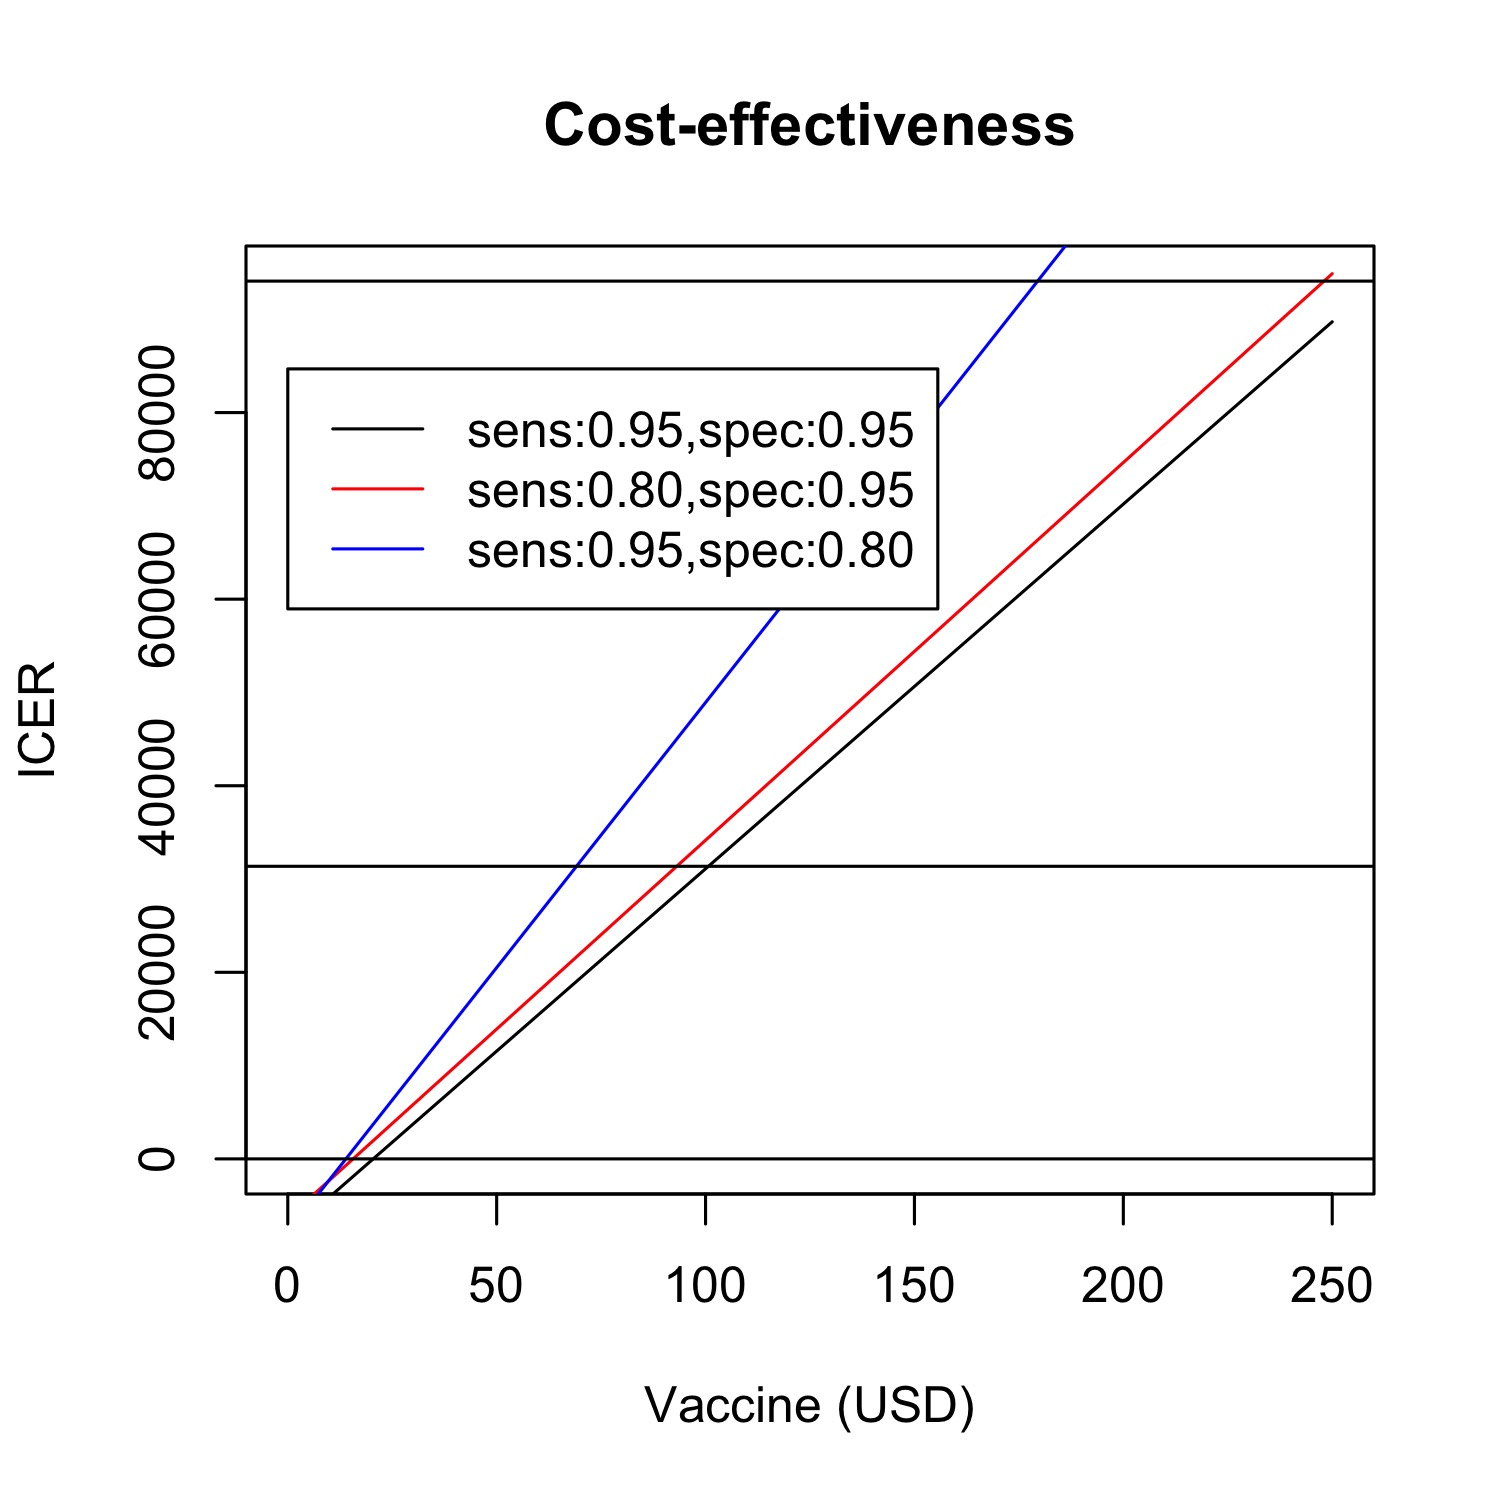 Cost-effectiveness
ICER
80000
60000
40000
20000
0
sens:0.95,spec:0.95
sens:0.80,spec:0.95
sens:0.95,spec:0.80
0 50 100 150 200 250
Vaccine (USD)